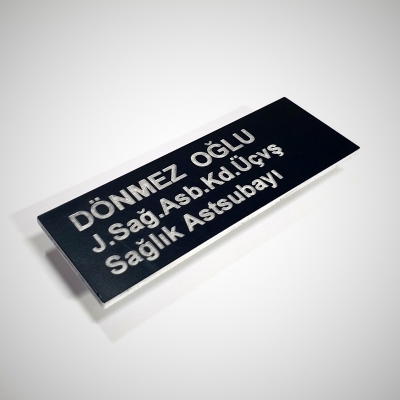 DÖNMEZ OĞLU
J.Sağ.Asb.Kd.Üçvş
Sağlık Astsubayı